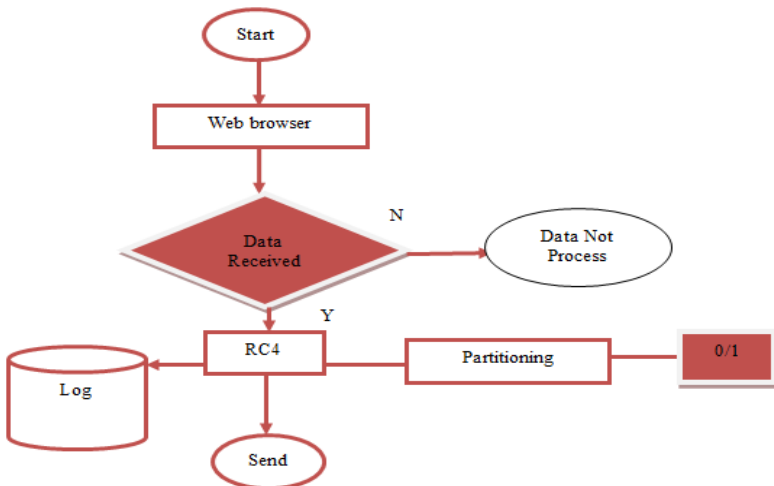 Start
Web browser
N
Data
Received
Data Not
Process
Y
RC4
Partitioning
0/1
Log
Send